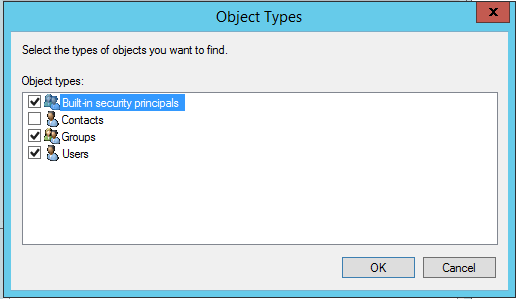 Object Types
x
Select the types of objects you want to find.
Object types:
Built-in security principals
Contacts
Groups
Users
OK
Cancel